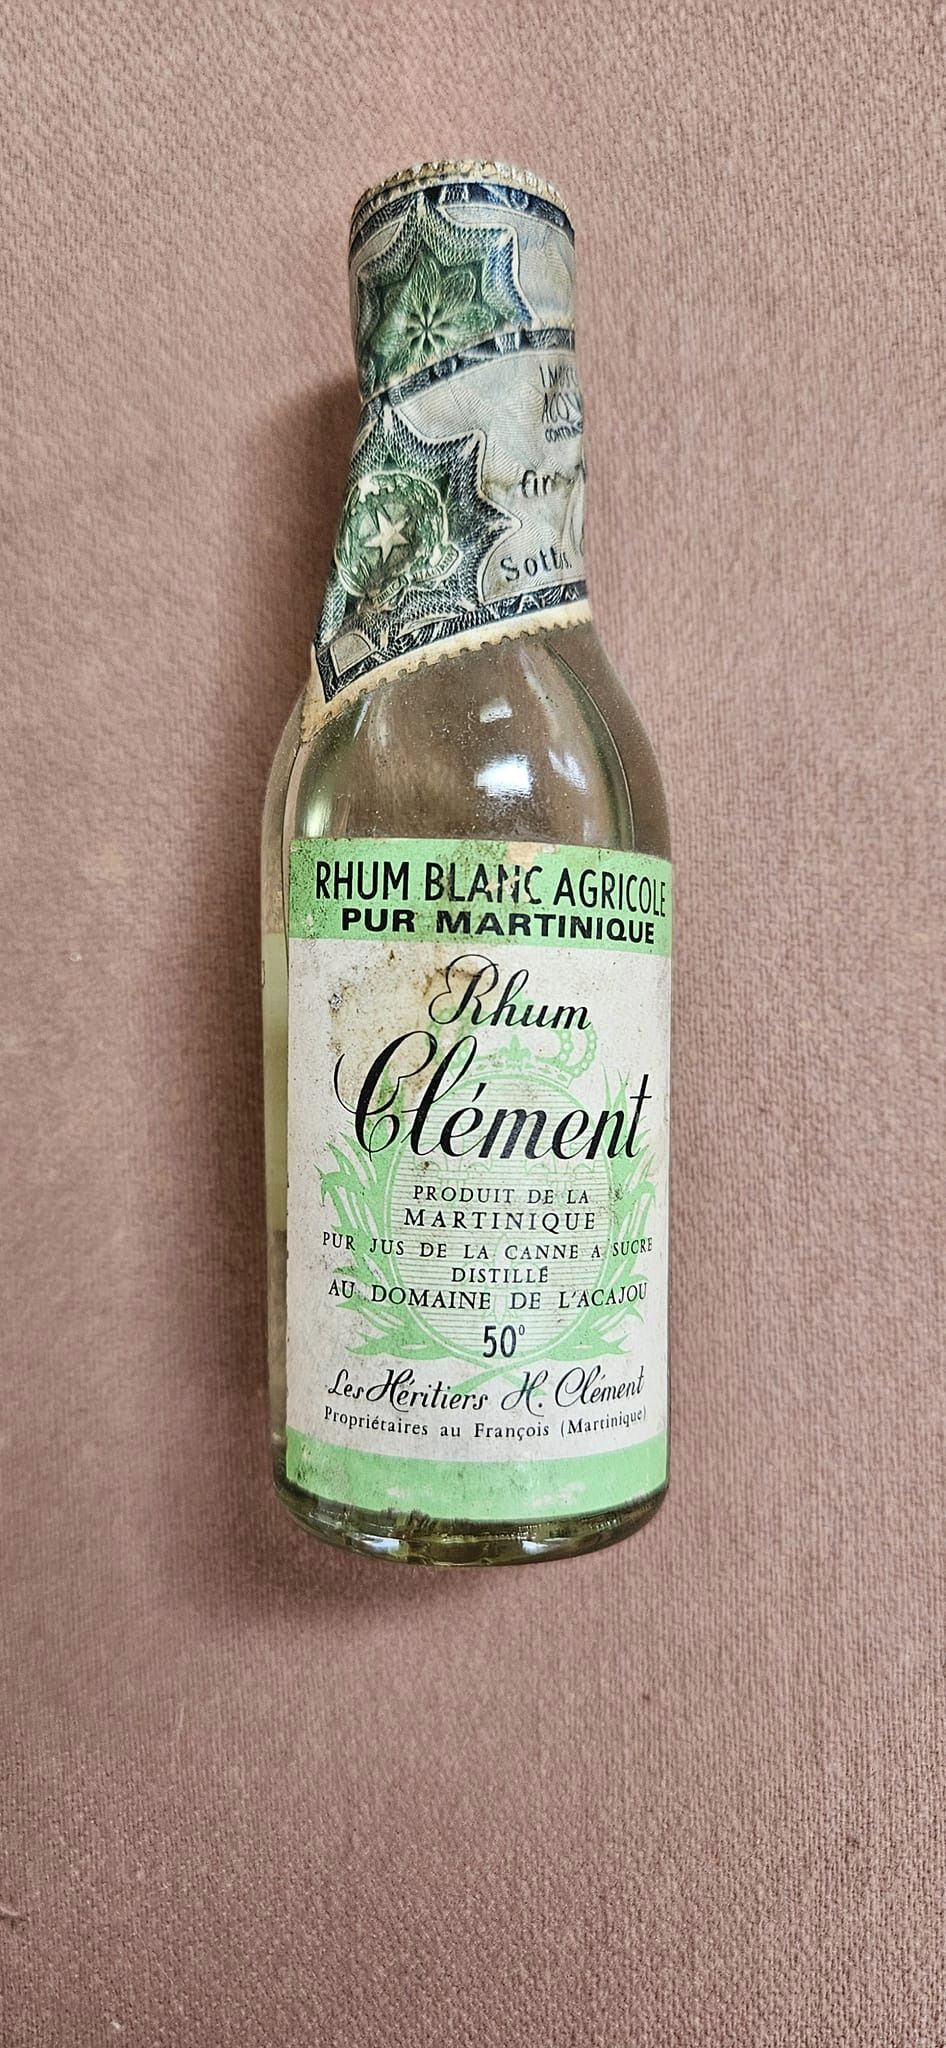 Sotts.
RHUM BLANC AGRICOLE
PUR MARTINIQUE
Rhum
Clément
PRODUIT DE LA
MARTINIQUE
PUR JUS DE LA CANNE A SUCRE
DISTILLÉ
AU DOMAINE DE L'ACAJOU
50°
Les Héritiers H. Clément
Propriétaires au François (Martinique)